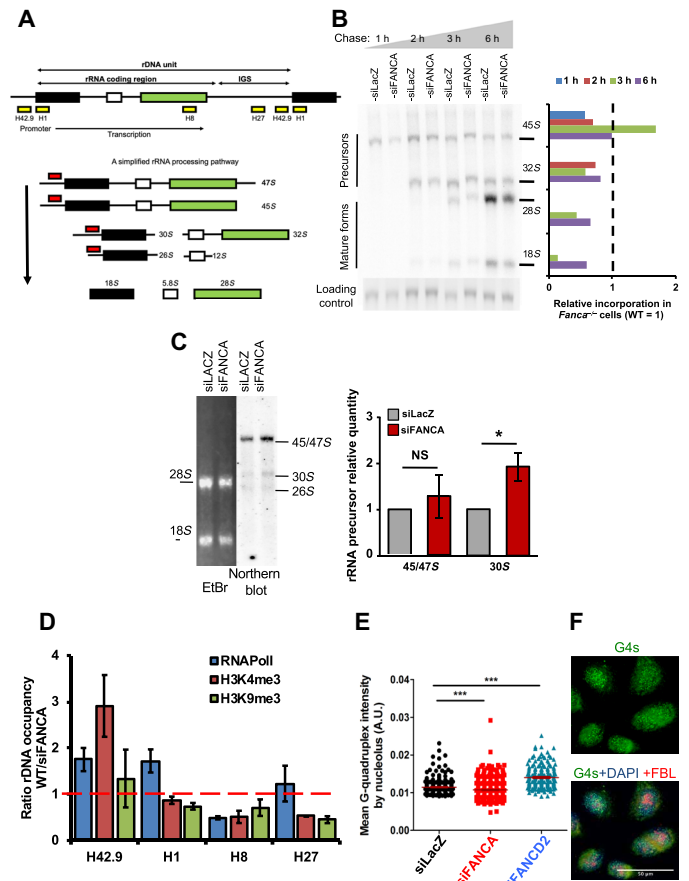 A
rDNA unit
rRNA coding region
IGS
H42.9 H1 H8 H27 H42.9 H1
Promoter Transcription
A simplified rRNA processing pathway
47S
45S
30S 32S
26S 12S
18S 5.8S 28S
B
Chase: 1 h 2 h 3 h 6 h
-siLacZ -siFANCA -siLacZ -siFANCA -siLacZ -siFANCA -siLacZ -siFANCA
Precursors
Mature forms
Loading control
45S
32S
28S
18S
1 h 2 h 3 h 6 h
0 1 2
Relative incorporation in
Fanca–/– cells (WT = 1)
C
siLACZ siFANCA siLACZ siFANCA
28S
18S
45/47S
30S
26S
EtBr
Northern
blot
rRNA precursor relative quantity
3
2
1
0
siLacZ
siFANCA
NS
*
45/47S 30S
D
Ratio rDNA occupancy
WT/siFANCA
4
3
2
1
0
RNAPolI
H3K4me3
H3K9me3
H42.9 H1 H8 H27
E
Mean G-quadruplex intensity
by nucleolus (A.U.)
0.04
0.03
0.02
0.01
0.00
***
***
siLacZ
siFANCA
siFANCD2
F
G4s
G4s+DAPI +FBL
50 µm